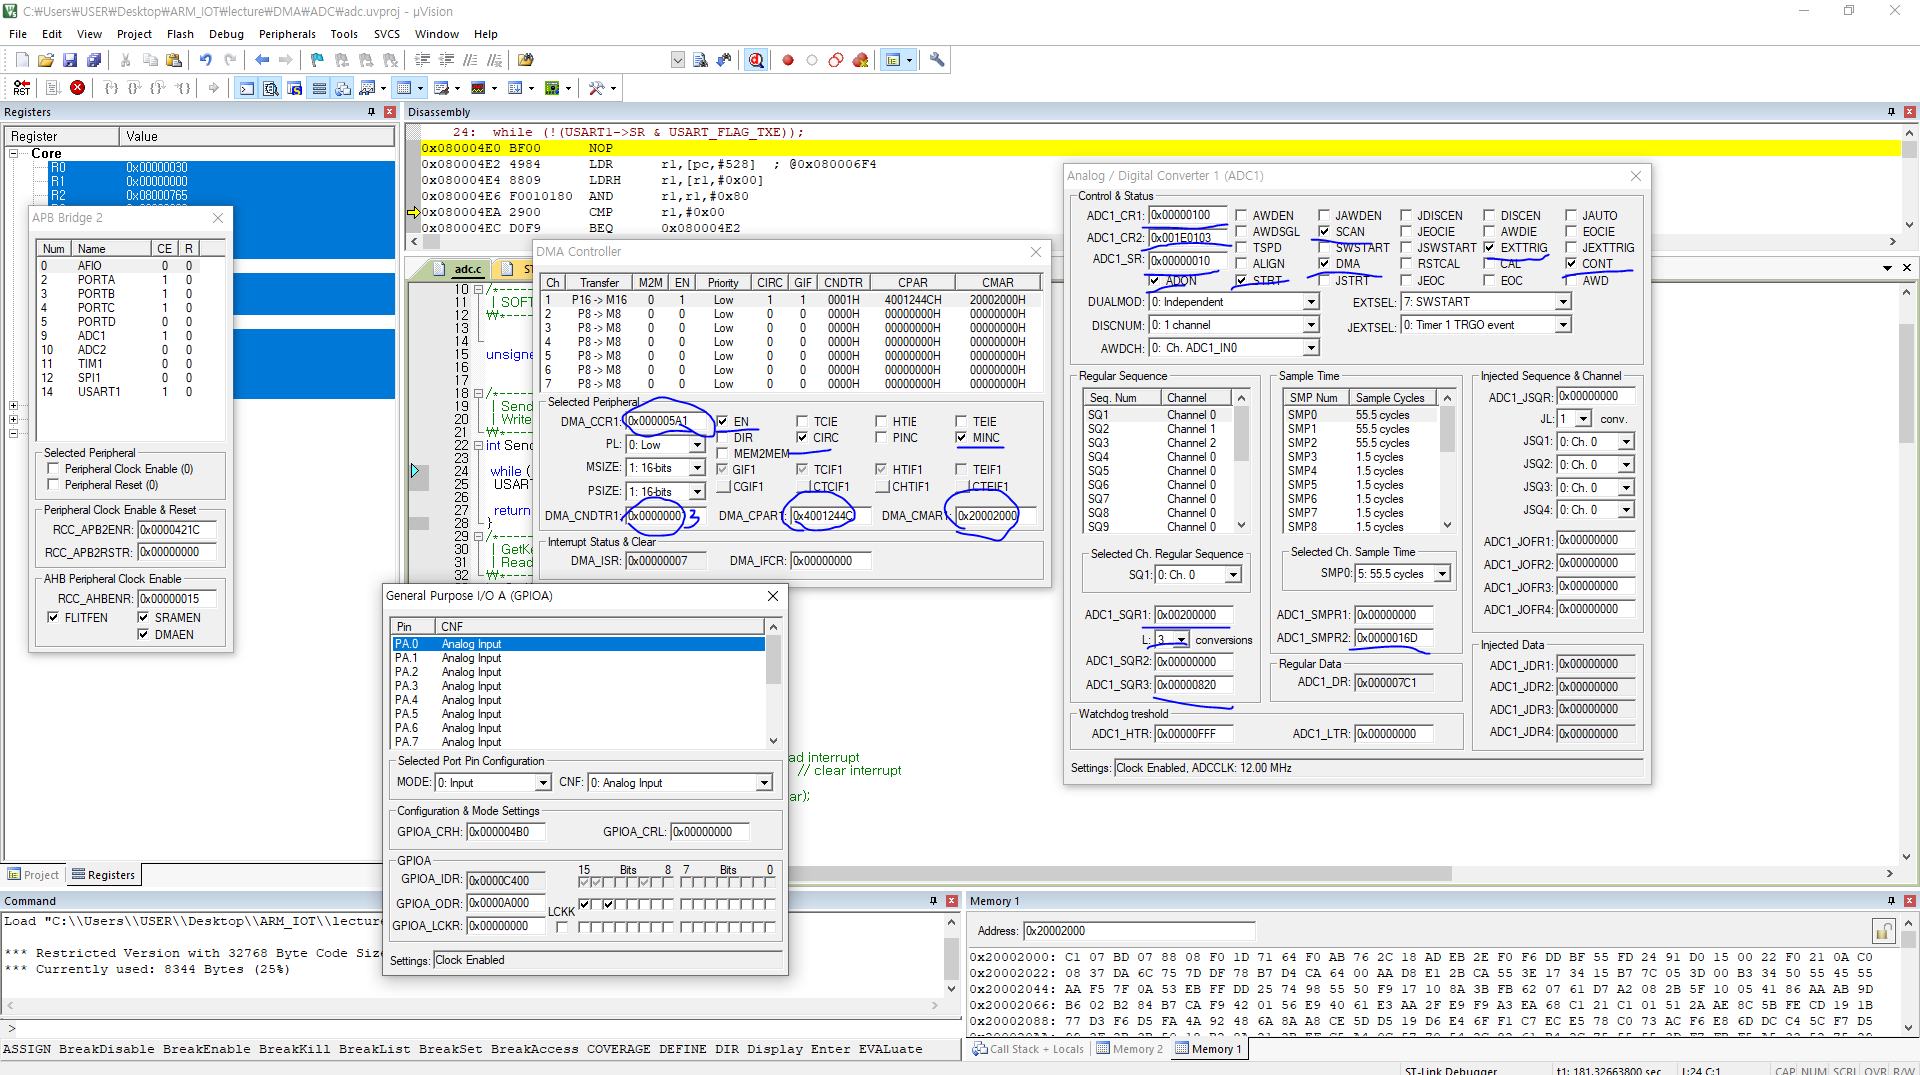 C:₩Users₩USER₩Desktop₩ARM_IOT₩lecture₩DMA₩ADC₩adc.uvproj - µVision
File Edit View Project Flash Debug Peripherals Tools SVCS Window Help
Registers
Register Value
Core
R0 0x00000030
R1 0x00000000
R2 0x08000765
APB Bridge 2
Num Name CE R
0 AFIO 0 0
2 PORTA 1 0
3 PORTB 1 0
4 PORTC 1 0
5 PORTD 0 0
9 ADC1 1 0
10 ADC2 0 0
11 TIM1 0 0
12 SPI1 0 0
14 USART1 1 0
Selected Peripheral
Peripheral Clock Enable (0)
Peripheral Reset (0)
Peripheral Clock Enable & Reset
RCC_APB2ENR: 0x0000421C
RCC_APB2RSTR: 0x00000000
AHB Peripheral Clock Enable
RCC_AHBENR: 0x00000015
FLITFEN SRAMEN
DMAEN
Project Registers
Disassembly
24: while (!(USART1->SR & USART_FLAG_TXE));
0x080004E0 BF00 NOP
0x080004E2 4984 LDR r1,[pc,#528] ; @0x080006F4
0x080004E4 8809 LDRH r1,[r1,#0x00]
0x080004E6 F0010180 AND r1,r1,#0x80
0x080004EA 2900 CMP r1,#0x00
0x080004EC D0F9 BEQ 0x080004E2
adc.c ST
10 /*----
11 | SOFT
12 ₩*----
13
14
15 unsigne
16
17
18 /*----
19 | Send
20 | Write
21 ₩*----
22 int Send
23
24 while (
25 USART
26
27 return
28 }
29 /*----
30 | GetKe
31 | Read
32 ₩*----
ad interrupt
// clear interrupt
ar);
DMA Controller
Ch Transfer M2M EN Priority CIRC GIF CNDTR CPAR CMAR
1 P16 -> M16 0 1 Low 1 1 0001H 4001244CH 20002000H
2 P8 -> M8 0 0 Low 0 0 0000H 00000000H 00000000H
3 P8 -> M8 0 0 Low 0 0 0000H 00000000H 00000000H
4 P8 -> M8 0 0 Low 0 0 0000H 00000000H 00000000H
5 P8 -> M8 0 0 Low 0 0 0000H 00000000H 00000000H
6 P8 -> M8 0 0 Low 0 0 0000H 00000000H 00000000H
7 P8 -> M8 0 0 Low 0 0 0000H 00000000H 00000000H
Selected Peripheral
DMA_CCR1: 0x000005A1 EN TCIE HTIE TEIE
PL: 0: Low DIR CIRC PINC MINC
MEM2MEM
MSIZE: 1: 16-bits GIF1 TCIF1 HTIF1 TEIF1
PSIZE: 1: 16-bits CGIF1 CTCIF1 CHTIF1 CTEIF1
DMA_CNDTR1: 0x0000000 3 DMA_CPAR1: 0x4001244C DMA_CMAR1: 0x20002000
Interrupt Status & Clear
DMA_ISR: 0x00000007 DMA_IFCR: 0x00000000
General Purpose I/O A (GPIOA)
Pin CNF
PA.0 Analog Input
PA.1 Analog Input
PA.2 Analog Input
PA.3 Analog Input
PA.4 Analog Input
PA.5 Analog Input
PA.6 Analog Input
PA.7 Analog Input
Selected Port Pin Configuration
MODE: 0: Input CNF: 0: Analog Input
Configuration & Mode Settings
GPIOA_CRH: 0x000004B0 GPIOA_CRL: 0x00000000
GPIOA
15 Bits 8 7 Bits 0
GPIOA_IDR: 0x0000C400
GPIOA_ODR: 0x0000A000
LCKK
GPIOA_LCKR: 0x00000000
Settings: Clock Enabled
Analog / Digital Converter 1 (ADC1)
Control & Status
ADC1_CR1: 0x00000100 AWDEN JAWDEN JDISCEN DISCEN JAUTO
AWDSGL SCAN JEOCIE AWDIE EOCIE
ADC1_CR2: 0x001E0103 TSPD SWSTART JSWSTART EXTTRIG JEXTTRIG
ADC1_SR: 0x00000010 ALIGN DMA RSTCAL CAL CONT
ADON STRT JSTRT JEOC EOC AWD
DUALMOD: 0: Independent EXTSEL: 7: SWSTART
DISCNUM: 0: 1 channel JEXTSEL: 0: Timer 1 TRGO event
AWDCH: 0: Ch. ADC1_IN0
Regular Sequence
Seq. Num Channel
SQ1 Channel 0
SQ2 Channel 1
SQ3 Channel 2
SQ4 Channel 0
SQ5 Channel 0
SQ6 Channel 0
SQ7 Channel 0
SQ8 Channel 0
SQ9 Channel 0
Selected Ch. Regular Sequence
SQ1: 0: Ch. 0
ADC1_SQR1: 0x00200000
L: 3 conversions
ADC1_SQR2: 0x00000000
ADC1_SQR3: 0x00000820
Sample Time
SMP Num Sample Cycles
SMP0 55.5 cycles
SMP1 55.5 cycles
SMP2 55.5 cycles
SMP3 1.5 cycles
SMP4 1.5 cycles
SMP5 1.5 cycles
SMP6 1.5 cycles
SMP7 1.5 cycles
SMP8 1.5 cycles
Selected Ch. Sample Time
SMP0: 5: 55.5 cycles
ADC1_SMPR1: 0x00000000
ADC1_SMPR2: 0x0000016D
Regular Data
ADC1_DR: 0x000007C1
Injected Sequence & Channel
ADC1_JSQR: 0x00000000
JL: 1 conv.
JSQ1: 0: Ch. 0
JSQ2: 0: Ch. 0
JSQ3: 0: Ch. 0
JSQ4: 0: Ch. 0
ADC1_JOFR1: 0x00000000
ADC1_JOFR2: 0x00000000
ADC1_JOFR3: 0x00000000
ADC1_JOFR4: 0x00000000
Injected Data
ADC1_JDR1: 0x00000000
ADC1_JDR2: 0x00000000
ADC1_JDR3: 0x00000000
ADC1_JDR4: 0x00000000
Watchdog treshold
ADC1_HTR: 0x00000FFF ADC1_LTR: 0x00000000
Settings: Clock Enabled, ADCCLK: 12.00 MHz
Command
Load "C:\\Users\\USER\\Desktop\\ARM_IOT\\lectur
*** Restricted Version with 32768 Byte Code Size
*** Currently used: 8344 Bytes (25%)
>
ASSIGN BreakDisable BreakEnable BreakKill BreakList BreakSet BreakAccess COVERAGE DEFINE DIR Display Enter EVALuate
Memory 1
Address: 0x20002000
0x20002000: C1 07 BD 07 88 08 F0 1D 71 64 F0 AB 76 2C 18 AD EB 2E F0 F6 DD BF 55 FD 24 91 D0 15 00 22 F0 21 0A C0
0x20002022: 08 37 DA 6C 75 7D DF 78 B7 D4 CA 64 00 AA D8 E1 2B CA 55 3E 17 34 15 B7 7C 05 3D 00 B3 34 50 55 45 55
0x20002044: AA F5 7F 0A 53 EB FF DD 25 74 98 55 50 F9 17 10 8A 3B FB 62 07 61 D7 A2 08 2B 5F 10 05 41 86 AA AB 9D
0x20002066: B6 02 B2 84 B7 CA F9 42 01 56 E9 40 61 E3 AA 2F E9 F9 A3 EA 68 C1 21 C1 01 51 2A AE 8C 5B FE CD 19 1B
0x20002088: 77 D3 F6 D5 FA 4A 92 48 6A 8A A8 CE 5D D5 19 D6 E4 6F F1 C7 EC E5 78 C0 73 AC F6 E8 6D DC C4 5C F7 D5
Call Stack + Locals Memory 2 Memory 1
ST-Link Debugger t1: 181.32663800 sec L:24 C:1 CAP NUM SCRL OVR R/W